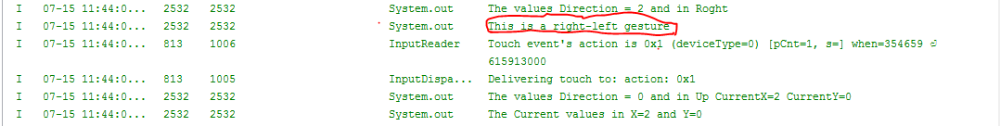 I 07-15 11:44:0... 2532 2532 System.out The values Direction = 2 and in Roght
I 07-15 11:44:0... 2532 2532 System.out This is a right-left gesture
I 07-15 11:44:0... 813 1006 InputReader Touch event's action is 0x1 (deviceType=0) [pCnt=1, s=] when=354659 ⏎
615913000
I 07-15 11:44:0... 813 1005 InputDispa... Delivering touch to: action: 0x1
I 07-15 11:44:0... 2532 2532 System.out The values Direction = 0 and in Up CurrentX=2 CurrentY=0
I 07-15 11:44:0... 2532 2532 System.out The Current values in X=2 and Y=0